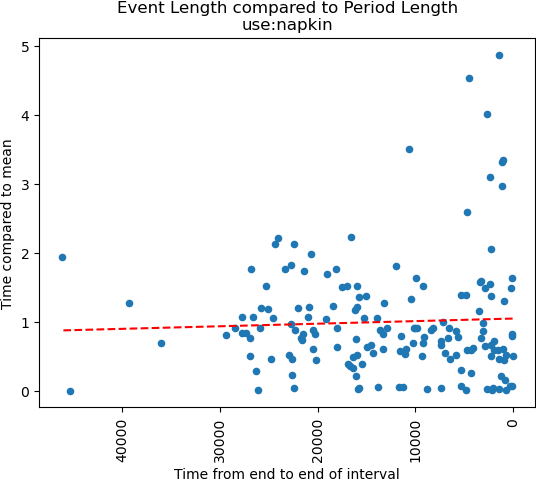 Event Length compared to Period Length
use:napkin
Time compared to mean
5
4
3
2
1
0
40000
30000
20000
10000
0
Time from end to end of interval